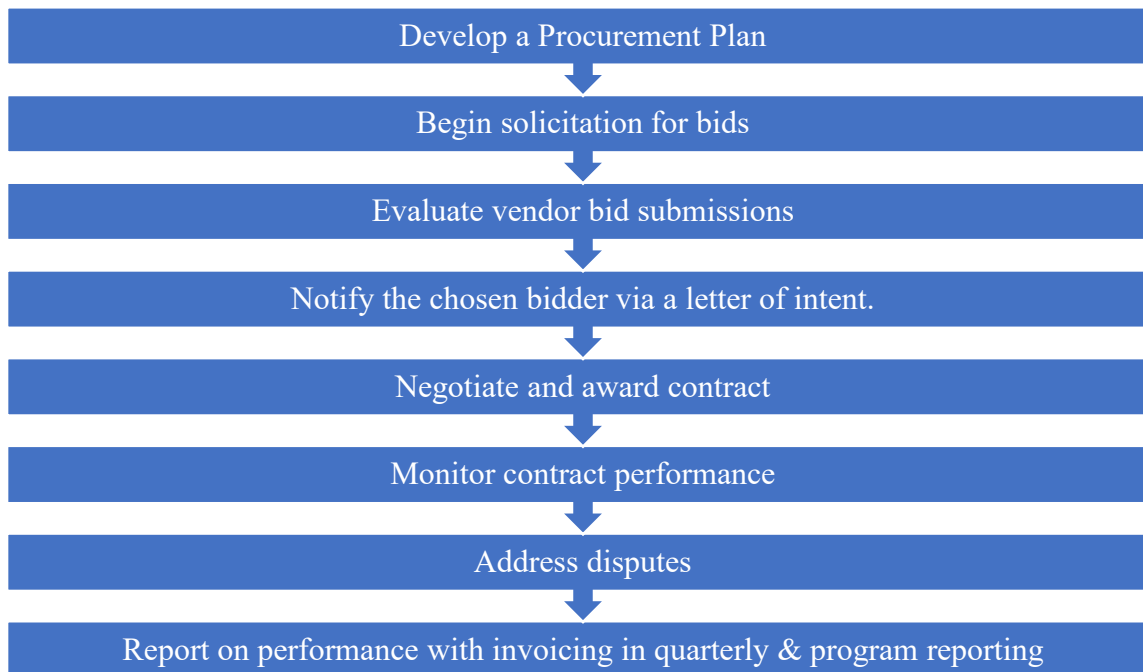 Develop a Procurement Plan
Begin solicitation for bids
Evaluate vendor bid submissions
Notify the chosen bidder via a letter of intent.
Negotiate and award contract
Monitor contract performance
Address disputes
Report on performance with invoicing in quarterly & program reporting